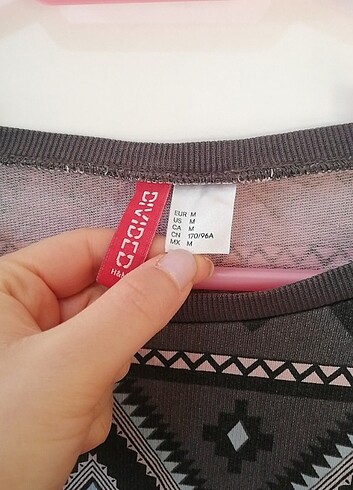 DIVIDED
H&M
EUR M
US M
CA M
CN 170/96A
MX M